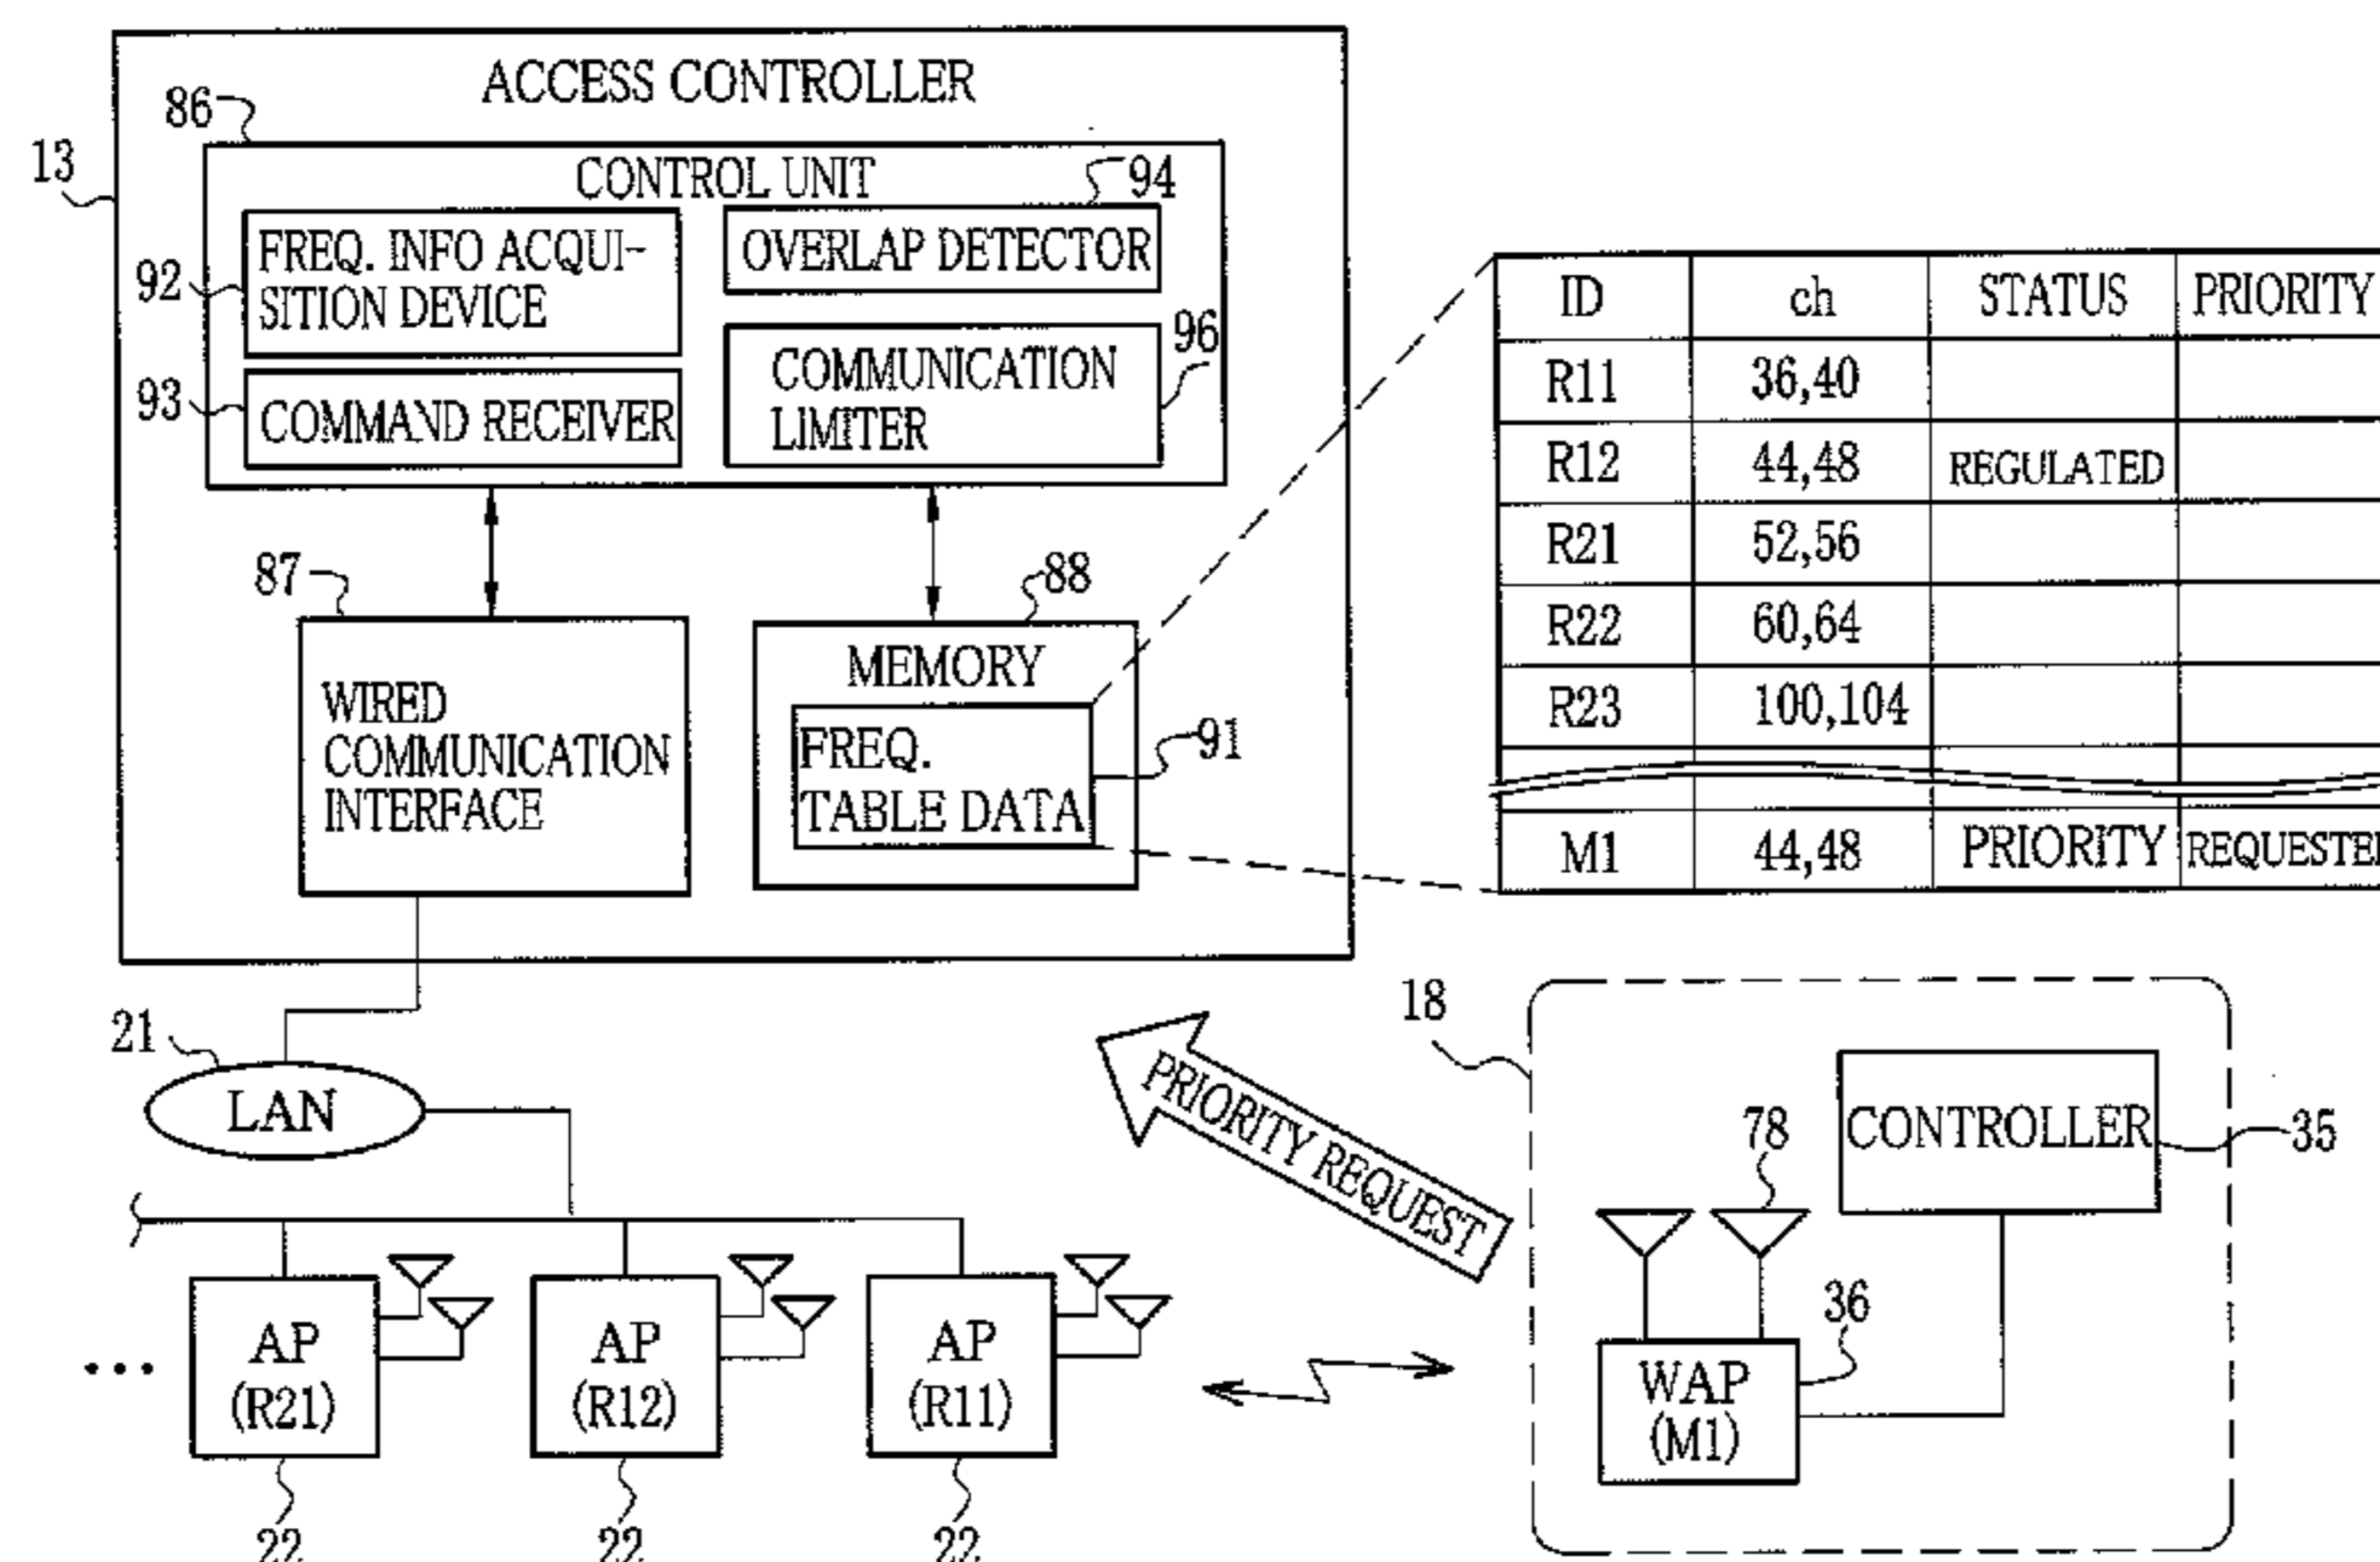 ACCESS CONTROLLER
86
13
CONTROL UNIT
94
92
FREQ. INFO ACQUI-
SITION DEVICE
OVERLAP DETECTOR
96
93
COMMAND RECEIVER
COMMUNICATION
LIMITER
87
88
WIRED
COMMUNICATION
INTERFACE
MEMORY
FREQ.
TABLE DATA
91
ID ch STATUS PRIORITY
R11 36,40
R12 44,48 REGULATED
R21 52,56
R22 60,64
R23 100,104
M1 44,48 PRIORITY REQUESTE
21
LAN
PRIORITY REQUEST
18
78
CONTROLLER
35
36
WAP
(M1)
...
AP
(R21)
AP
(R12)
AP
(R11)
22
22
22